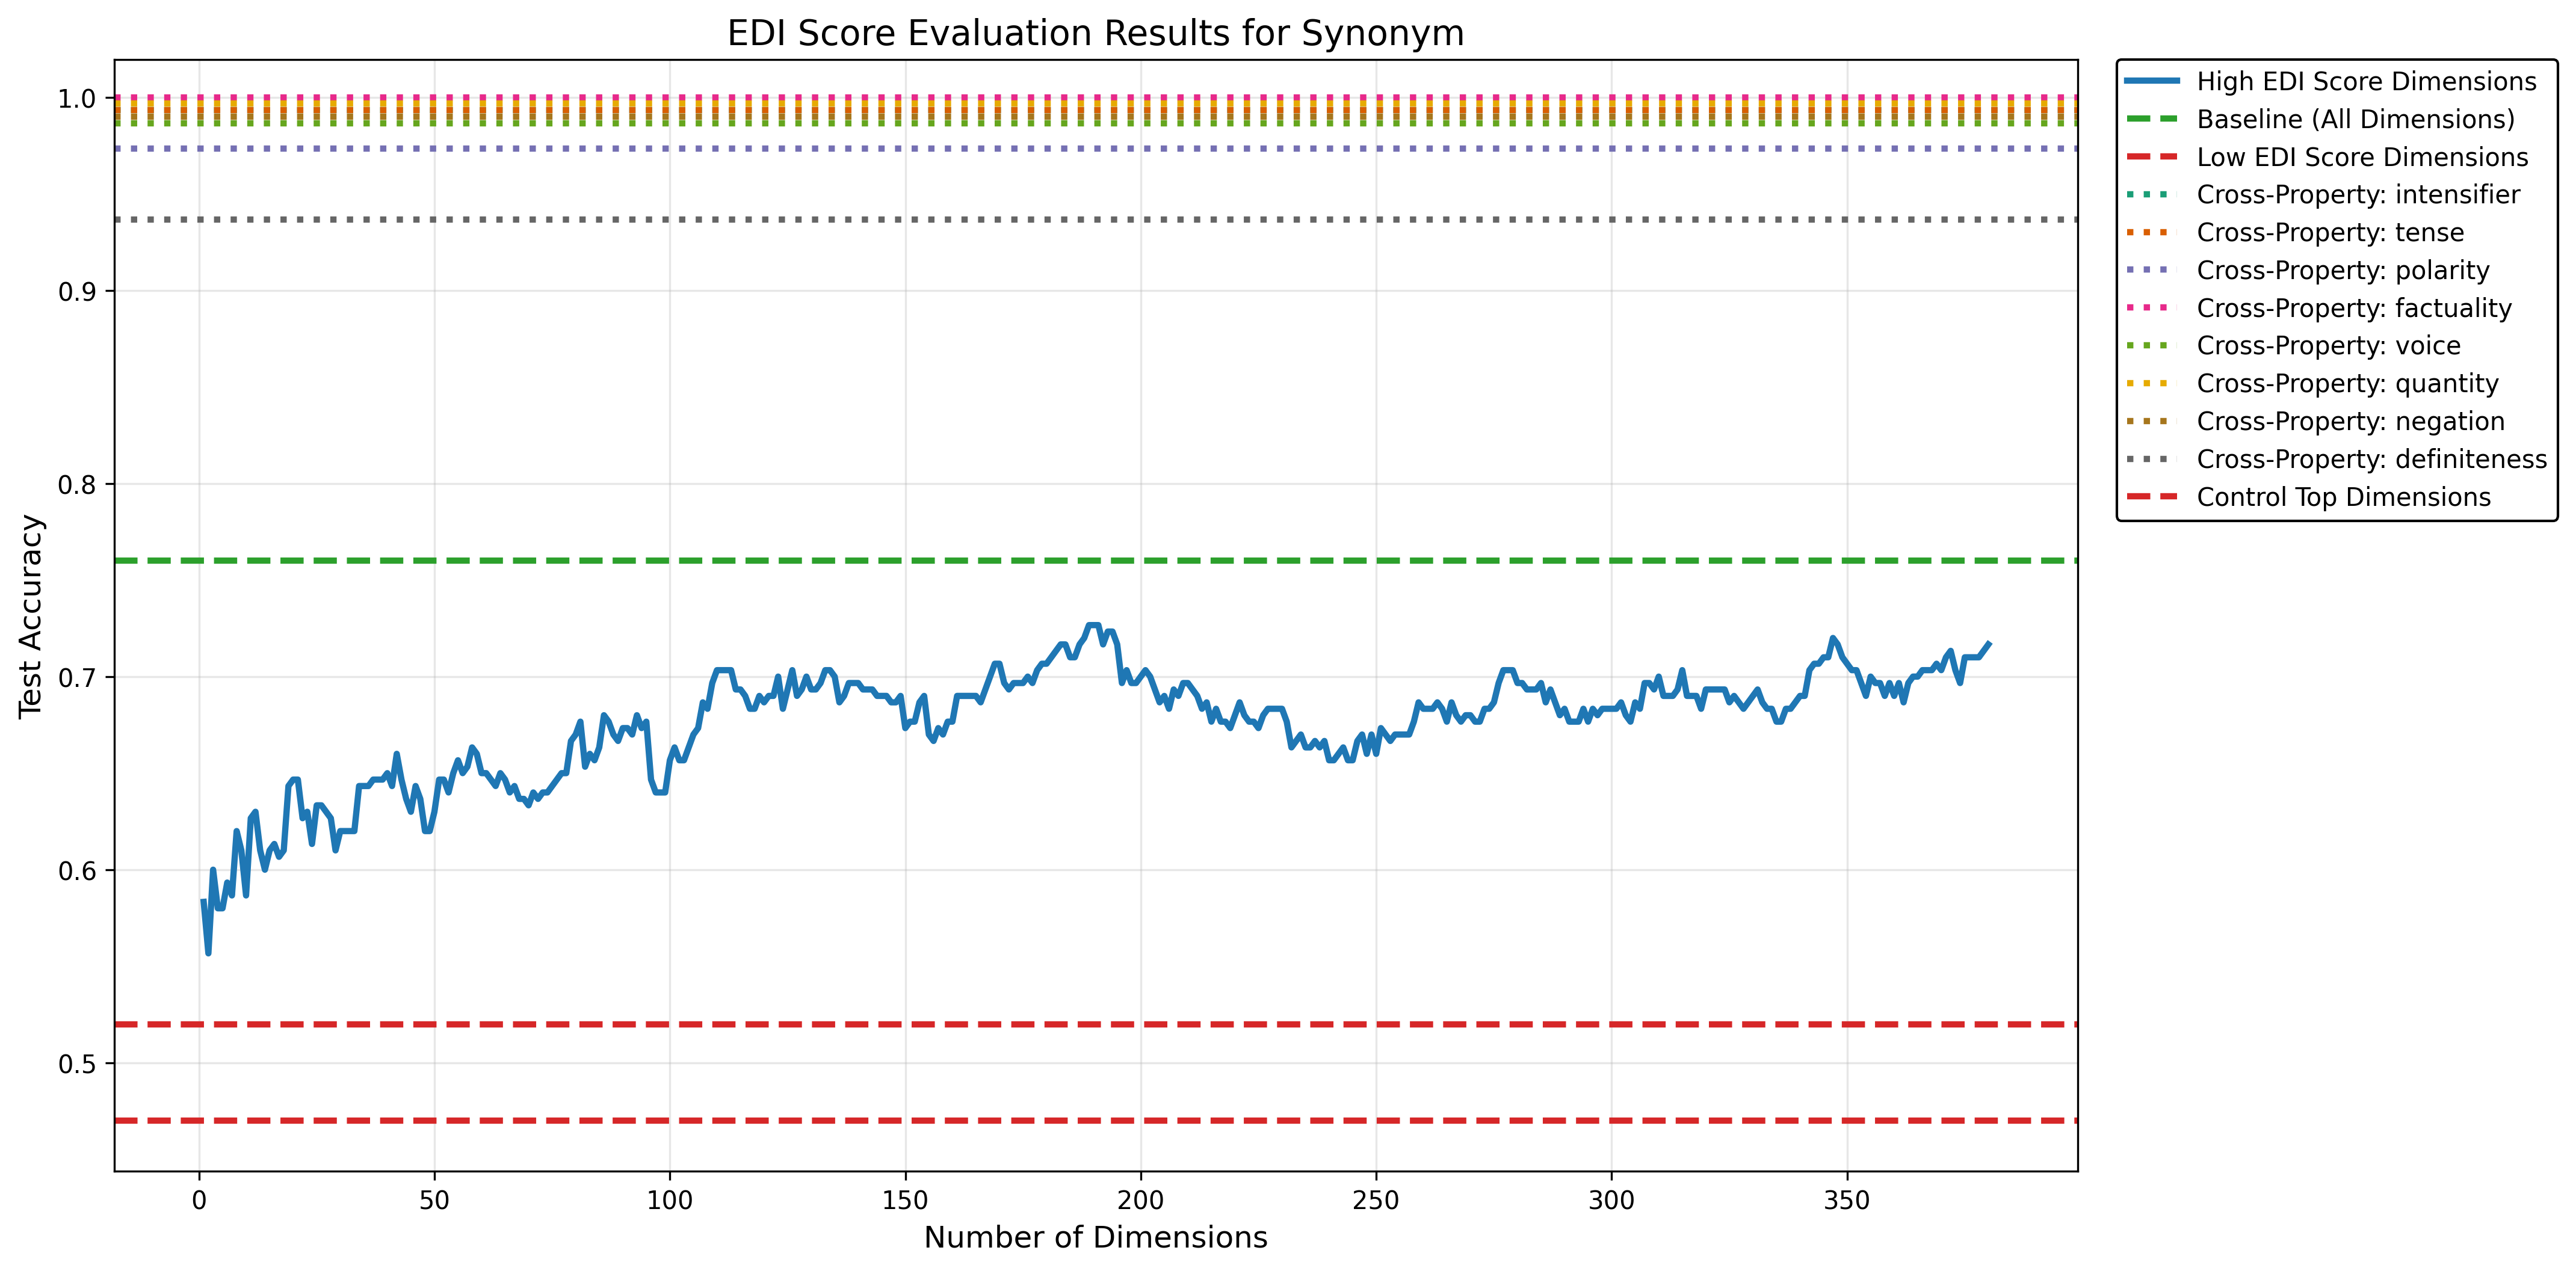 EDI Score Evaluation Results for Synonym
1.0
0.9
0.8
0.7
0.6
0.5
Test Accuracy
0 50 100 150 200 250 300 350
Number of Dimensions
High EDI Score Dimensions
Baseline (All Dimensions)
Low EDI Score Dimensions
Cross-Property: intensifier
Cross-Property: tense
Cross-Property: polarity
Cross-Property: factuality
Cross-Property: voice
Cross-Property: quantity
Cross-Property: negation
Cross-Property: definiteness
Control Top Dimensions